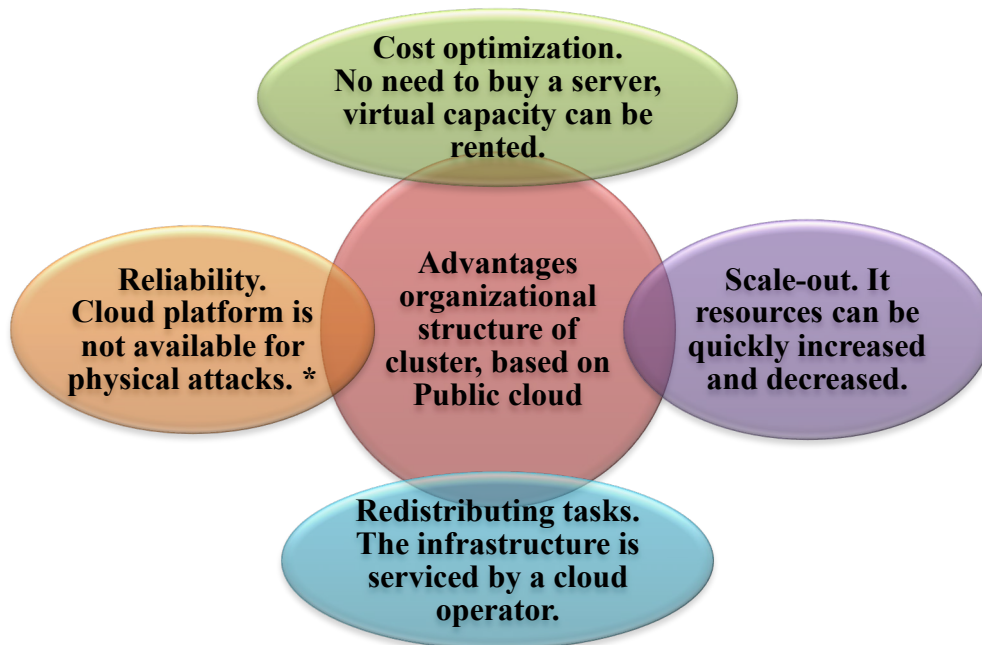 Cost optimization.
No need to buy a server,
virtual capacity can be
rented.
Reliability.
Cloud platform is
not available for
physical attacks. *
Advantages
organizational
structure of
cluster, based on
Public cloud
Scale-out. It
resources can be
quickly increased
and decreased.
Redistributing tasks.
The infrastructure is
serviced by a cloud
operator.